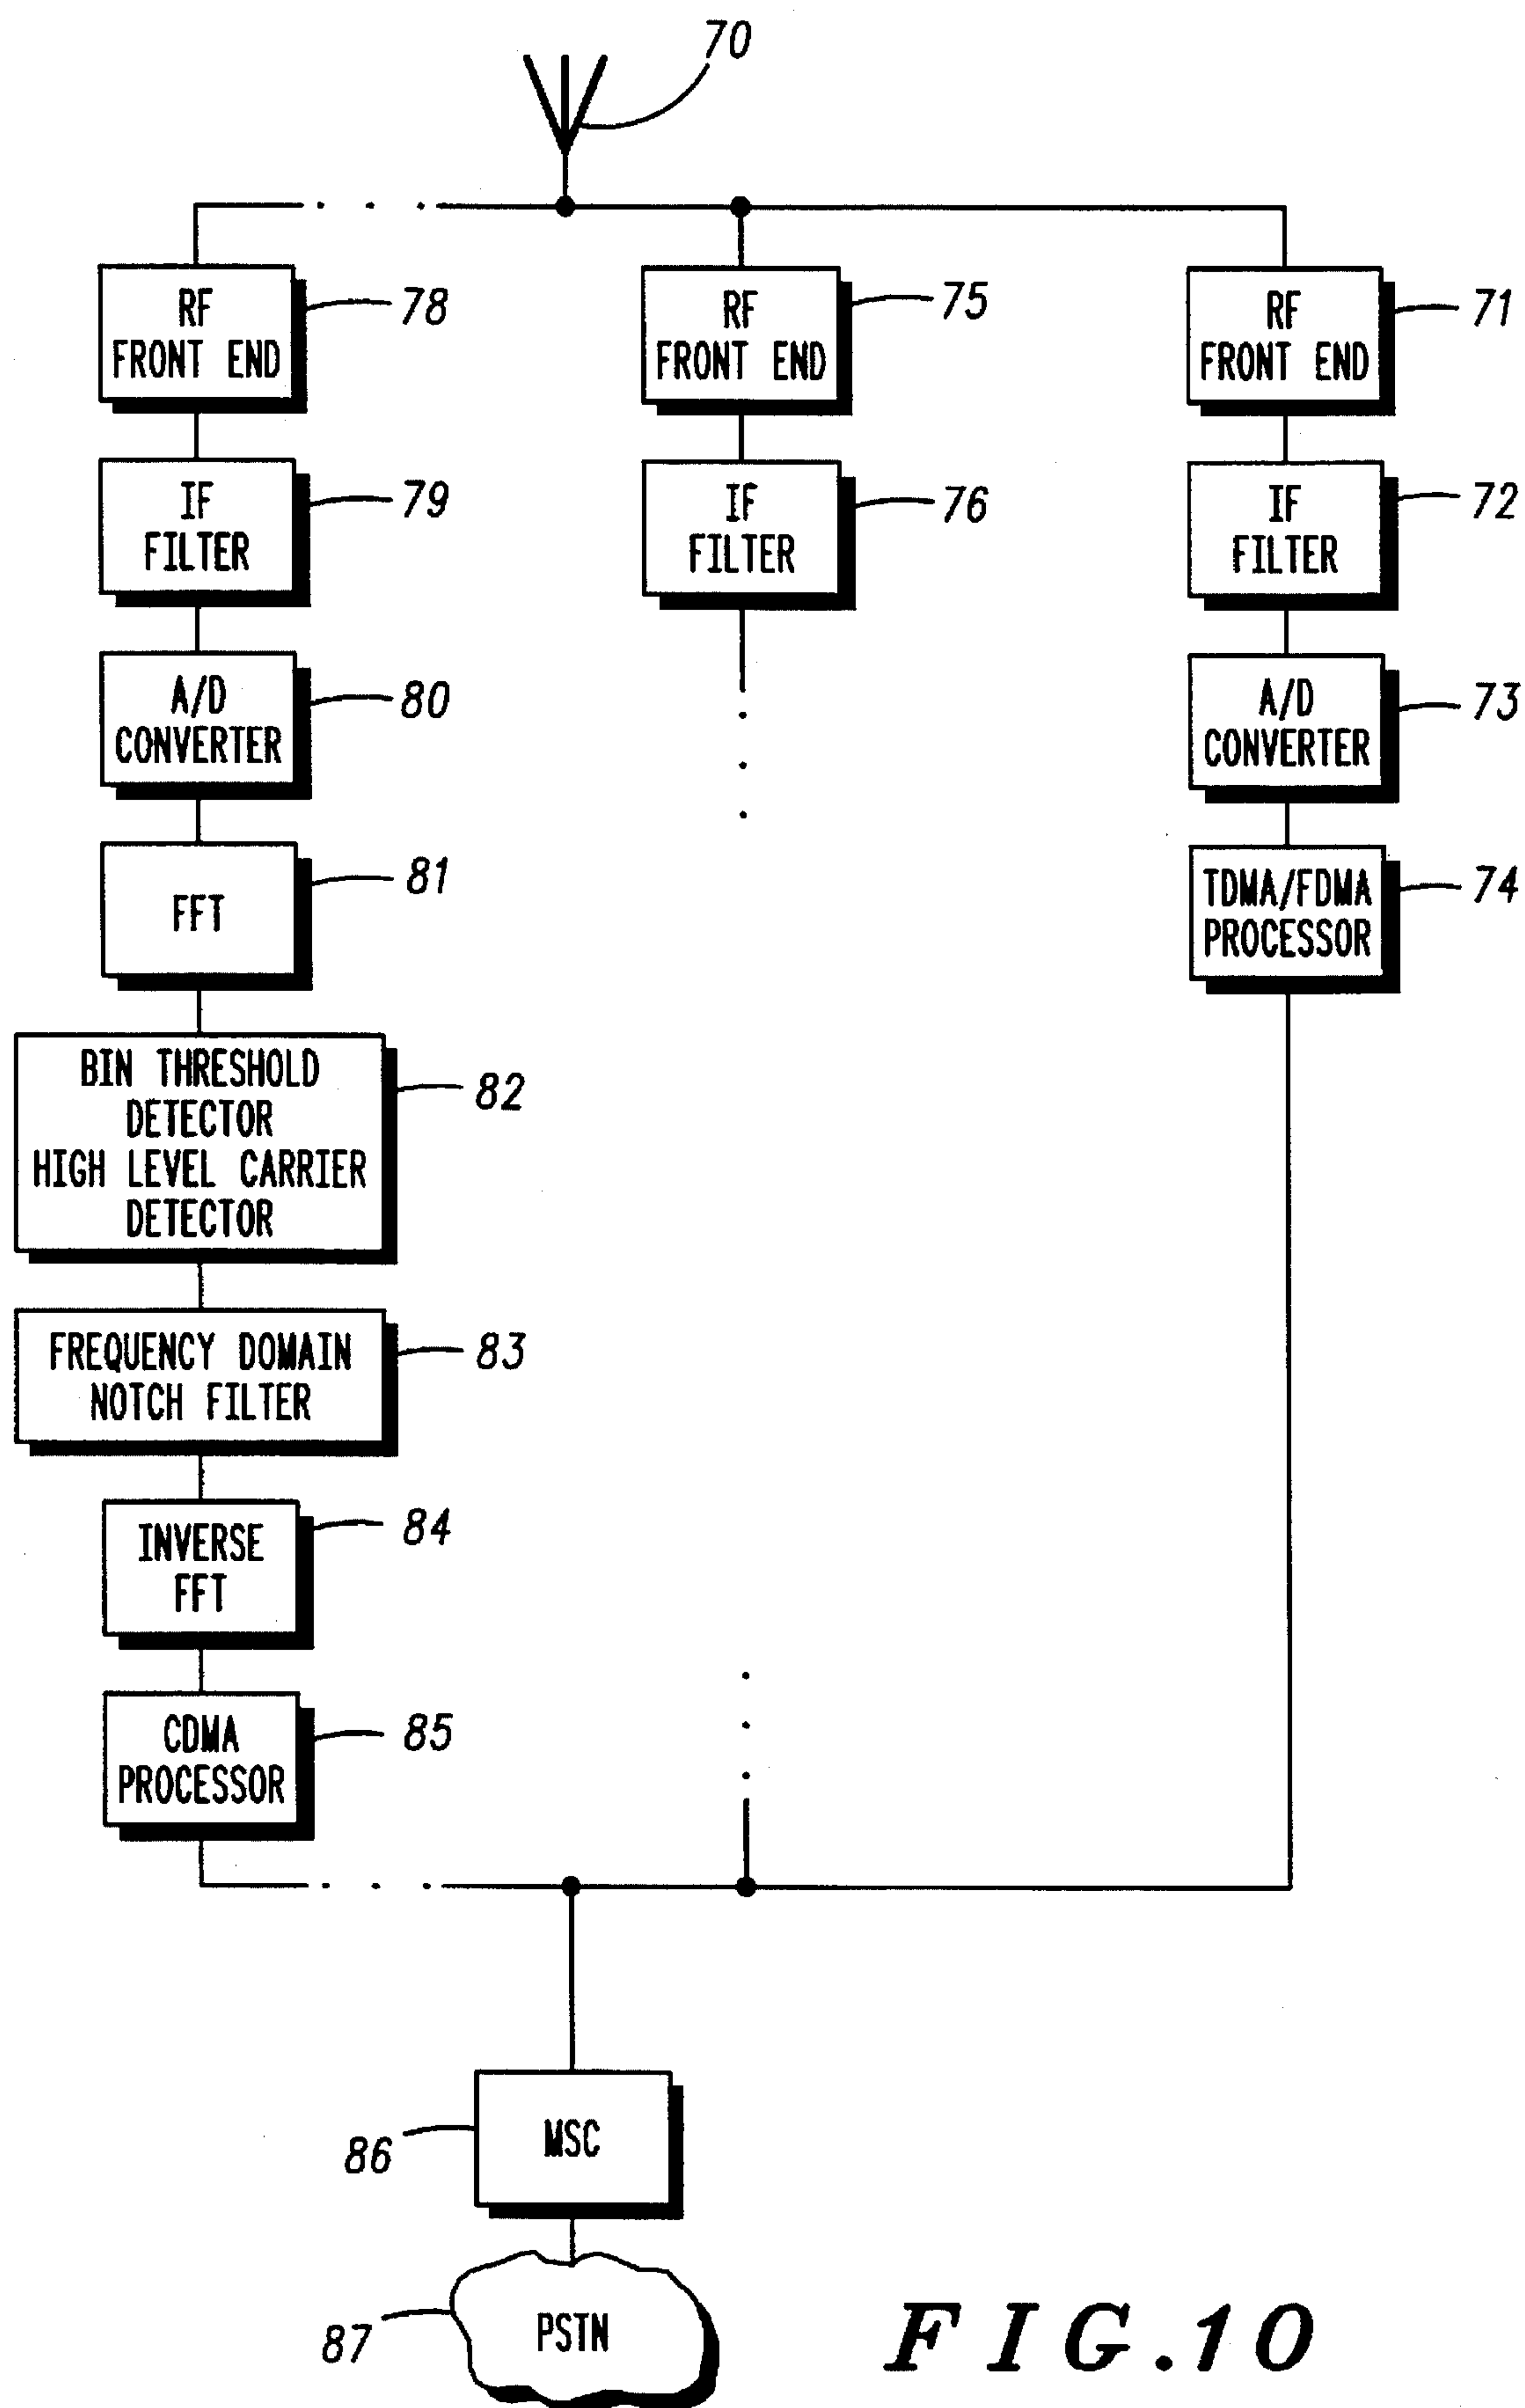 70
RF
FRONT END
78
RF
FRONT END
75
RF
FRONT END
71
IF
FILTER
79
IF
FILTER
76
IF
FILTER
72
A/D
CONVERTER
80
A/D
CONVERTER
73
FFT
81
TDMA/FDMA
PROCESSOR
74
BIN THRESHOLD
DETECTOR
HIGH LEVEL CARRIER
DETECTOR
82
FREQUENCY DOMAIN
NOTCH FILTER
83
INVERSE
FFT
84
CDMA
PROCESSOR
85
MSC
86
PSTN
87
FIG.10